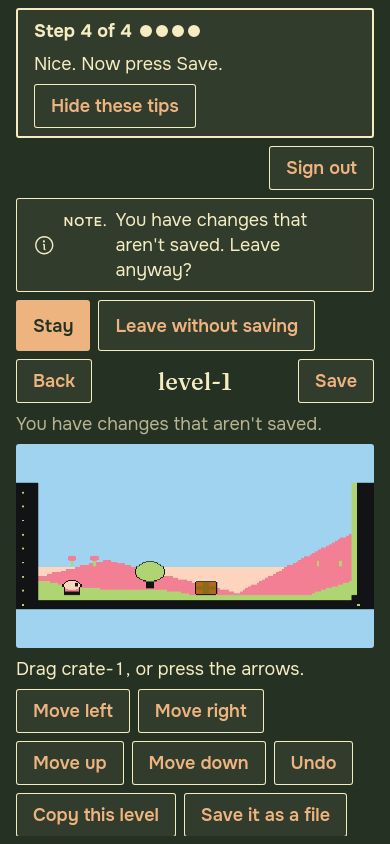 Step 4 of 4
Nice. Now press Save.
Hide these tips
Sign out
NOTE. You have changes that
aren't saved. Leave
anyway?
Stay
Leave without saving
Back
level-1
Save
You have changes that aren't saved.
Drag crate-1, or press the arrows.
Move left
Move right
Move up
Move down
Undo
Copy this level
Save it as a file